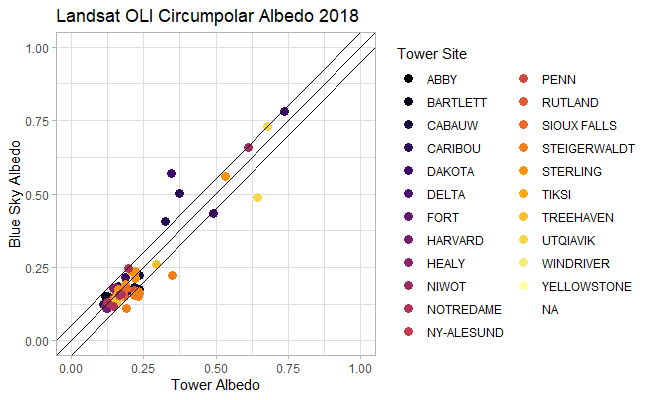 Landsat OLI Circumpolar Albedo 2018
1.00
0.75
0.50
0.25
0.00
Blue Sky Albedo
0.00 0.25 0.50 0.75 1.00
Tower Albedo
Tower Site
ABBY
BARTLETT
CABAUW
CARIBOU
DAKOTA
DELTA
FORT
HARVARD
HEALY
NIWOT
NOTREDAME
NY-ALESUND
PENN
RUTLAND
SIOUX FALLS
STEIGERWALDT
STERLING
TIKSI
TREEHAVEN
UTQIAVIK
WINDRIVER
YELLOWSTONE
NA